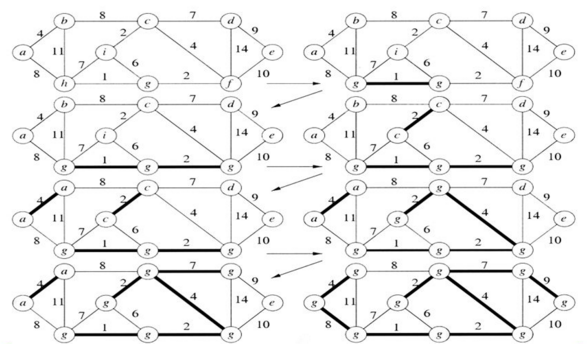 b 8 c 7 d
4 2 9
a 11 i 4 14 e
8 7 6 10
h 1 g 2 f
b 8 c 7 d
4 2 9
a 11 i 4 14 e
8 7 6 10
g 1 g 2 f
b 8 c 7 d
4 2 9
a 11 i 4 14 e
8 7 6 10
g 1 g 2 g
b 8 c 7 d
4 2 9
a 11 c 4 14 e
8 7 6 10
g 1 g 2 g
a 8 c 7 d
4 2 9
a 11 c 4 14 e
8 7 6 10
g 1 g 2 g
a 8 g 7 d
4 2 9
a 11 g 4 14 e
8 7 6 10
g 1 g 2 g
a 8 g 7 g
4 2 9
a 11 g 4 14 e
8 7 6 10
g 1 g 2 g
g 8 g 7 g
4 2 9
g 11 g 4 14 g
8 7 6 10
g 1 g 2 g